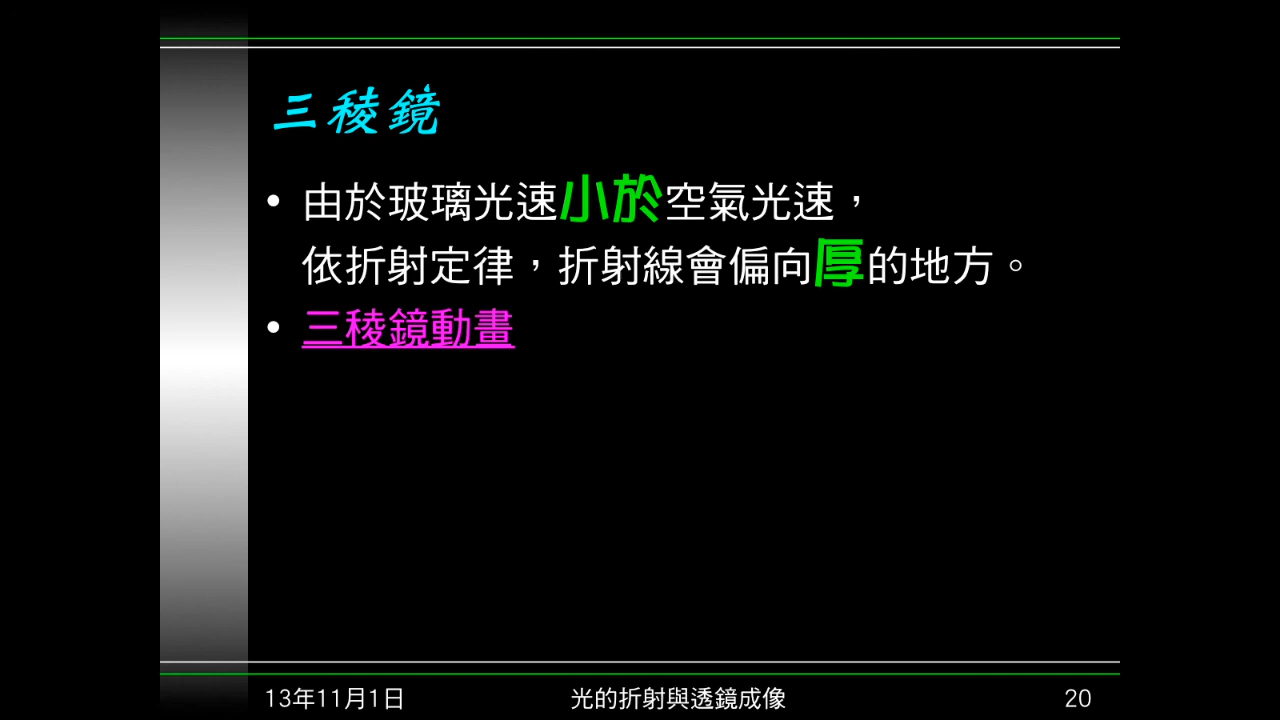 三稜鏡
• 由於玻璃光速小於空氣光速，
依折射定律，折射線會偏向厚的地方。
• 三稜鏡動畫
13年11月1日
光的折射與透鏡成像
20